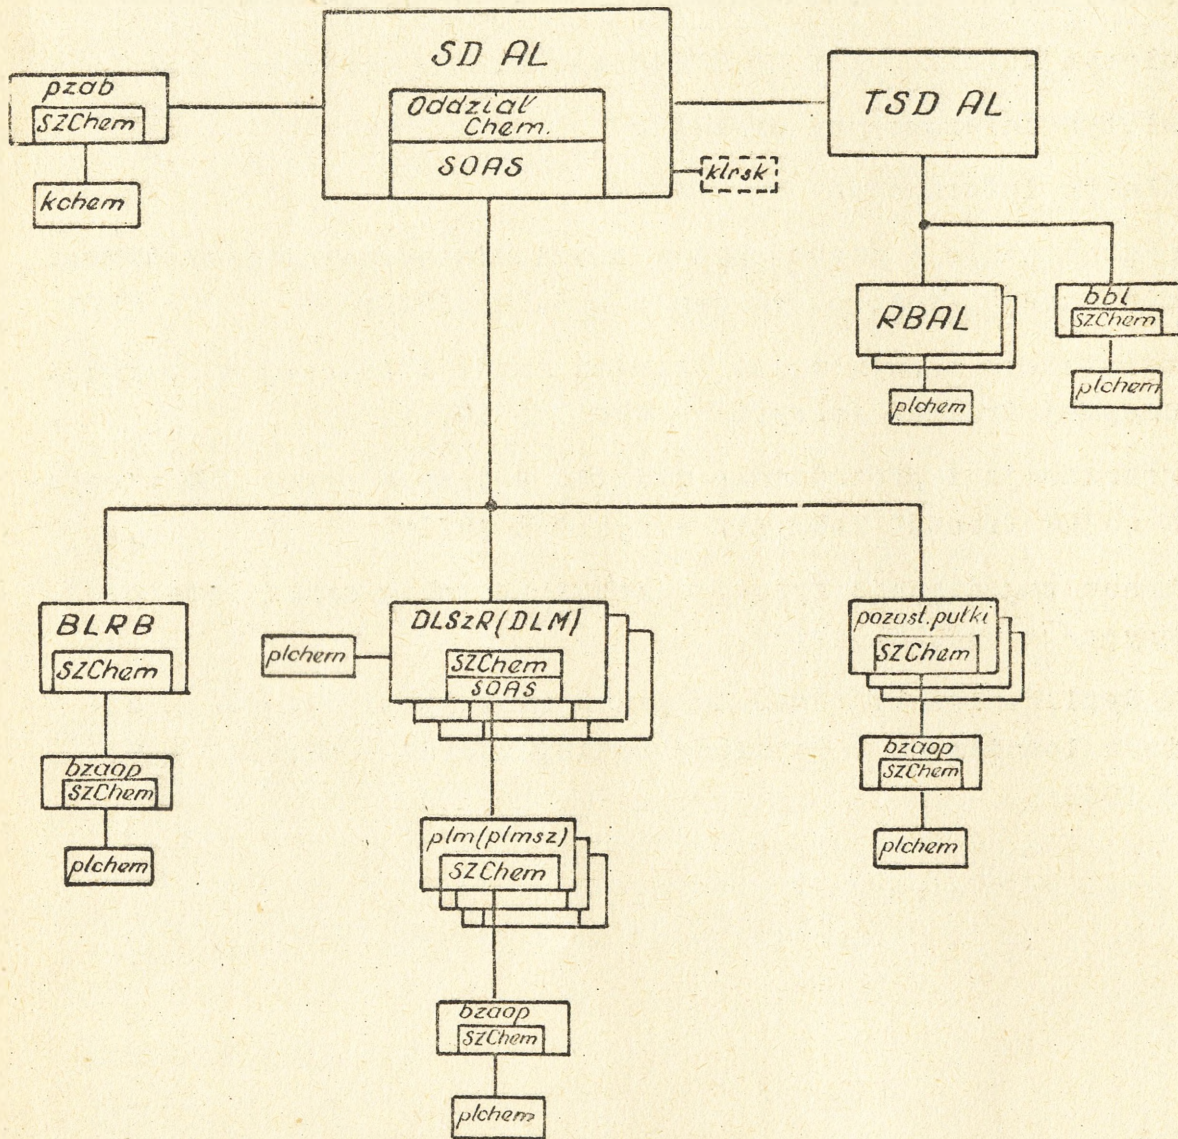 SD AL
Oddział
Chem.
SOAS
pzab
SZChem
kchem
TSD AL
klrsk
RBAL
plchem
bbl
SZChem
plchem
BLRB
SZChem
bzaop
SZChem
plchem
plchem
DLSzR(DLM)
SZChem
SOAS
plm(plmsz)
SZChem
bzaop
SZChem
plchem
pozost.pułki
SZChem
bzaop
SZChem
plchem